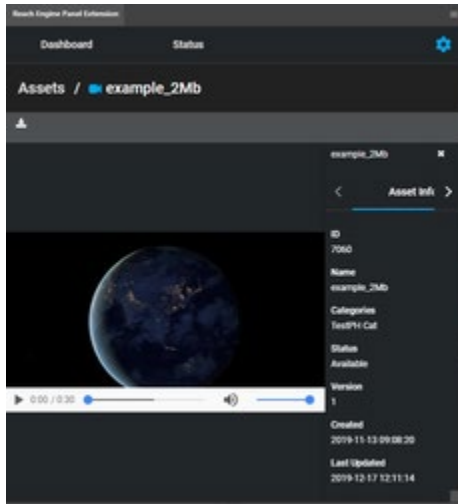 Reach Engine Panel Extension
Dashboard Status
Assets / example_2Mb
example_2Mb ✖
< Asset Info >
ID
7060
Name
example_2Mb
Categories
TestPH Cat
Status
Available
Version
1
0:00 / 0:30
Created
2019-11-13 09:08:20
Last Updated
2019-12-17 12:11:14